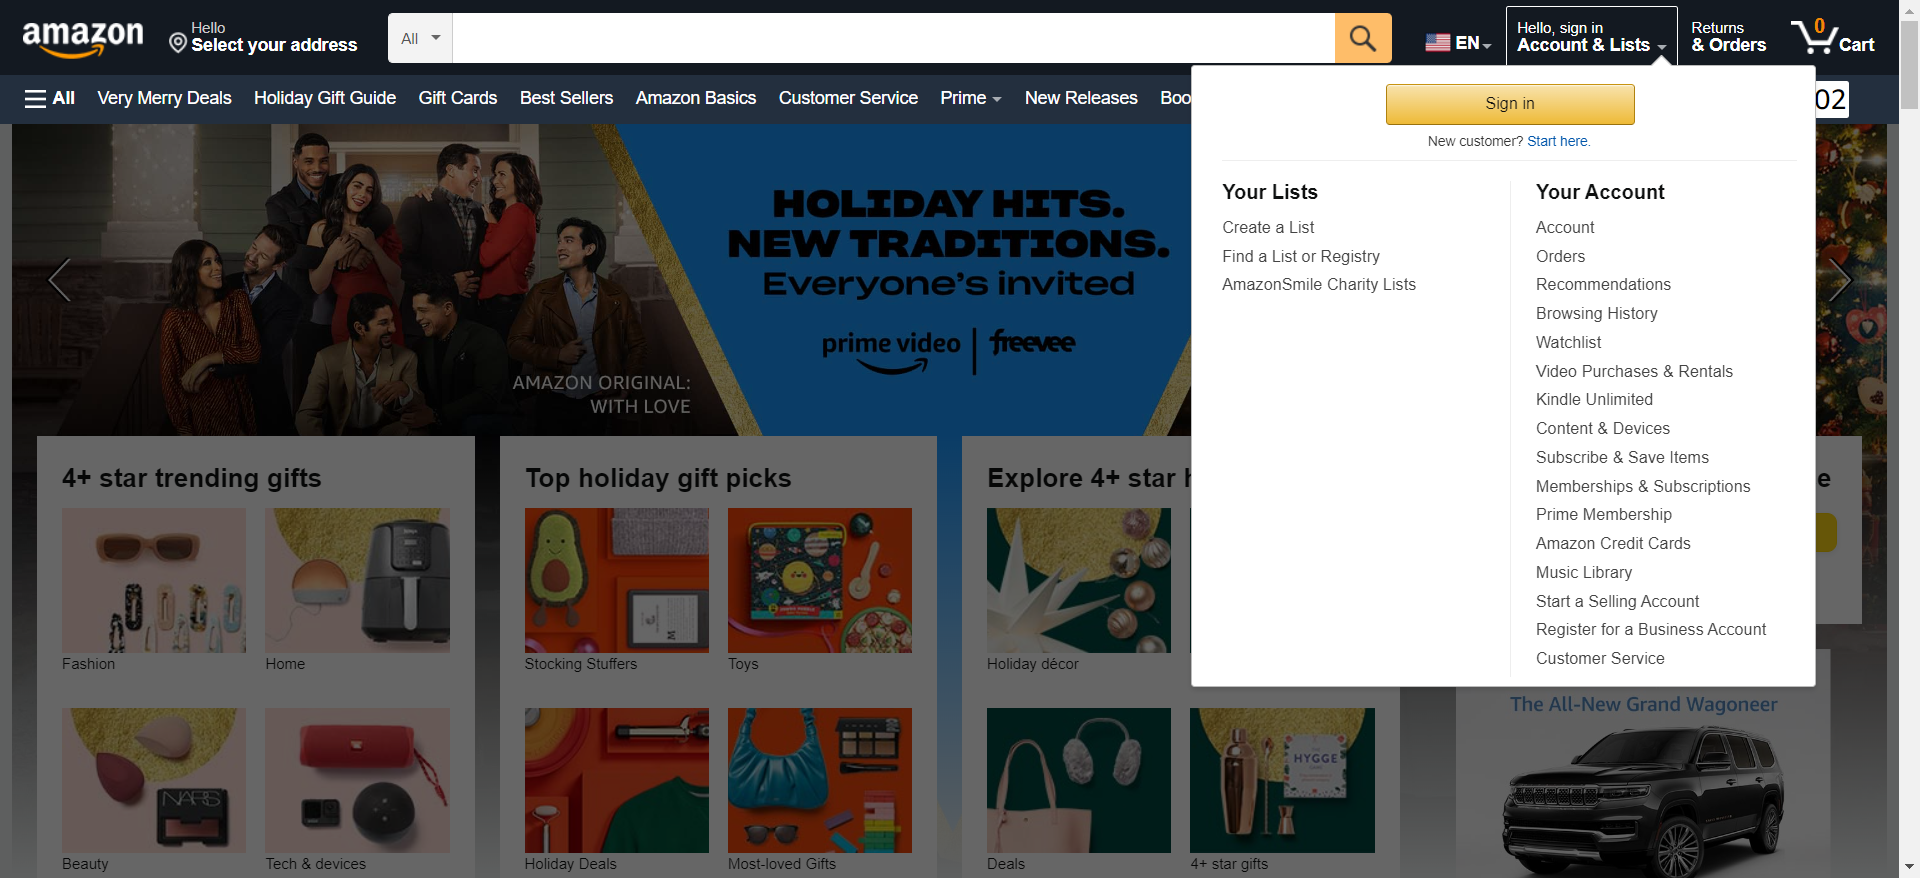 amazon
Hello
Select your address
All
EN
Hello, sign in
Account & Lists
Returns
& Orders
0
Cart
All
Very Merry Deals
Holiday Gift Guide
Gift Cards
Best Sellers
Amazon Basics
Customer Service
Prime
New Releases
Boo
02
Sign in
New customer? Start here.
Your Lists
Create a List
Find a List or Registry
AmazonSmile Charity Lists
Your Account
Account
Orders
Recommendations
Browsing History
Watchlist
Video Purchases & Rentals
Kindle Unlimited
Content & Devices
Subscribe & Save Items
Memberships & Subscriptions
Prime Membership
Amazon Credit Cards
Music Library
Start a Selling Account
Register for a Business Account
Customer Service
HOLIDAY HITS.
NEW TRADITIONS.
Everyone's invited
prime video
freevee
AMAZON ORIGINAL:
WITH LOVE
4+ star trending gifts
Fashion
Home
NARS
Beauty
Tech & devices
Top holiday gift picks
Stocking Stuffers
Toys
Holiday Deals
Most-loved Gifts
Explore 4+ star h
Holiday décor
HYGGE
Deals
4+ star gifts
e
The All-New Grand Wagoneer